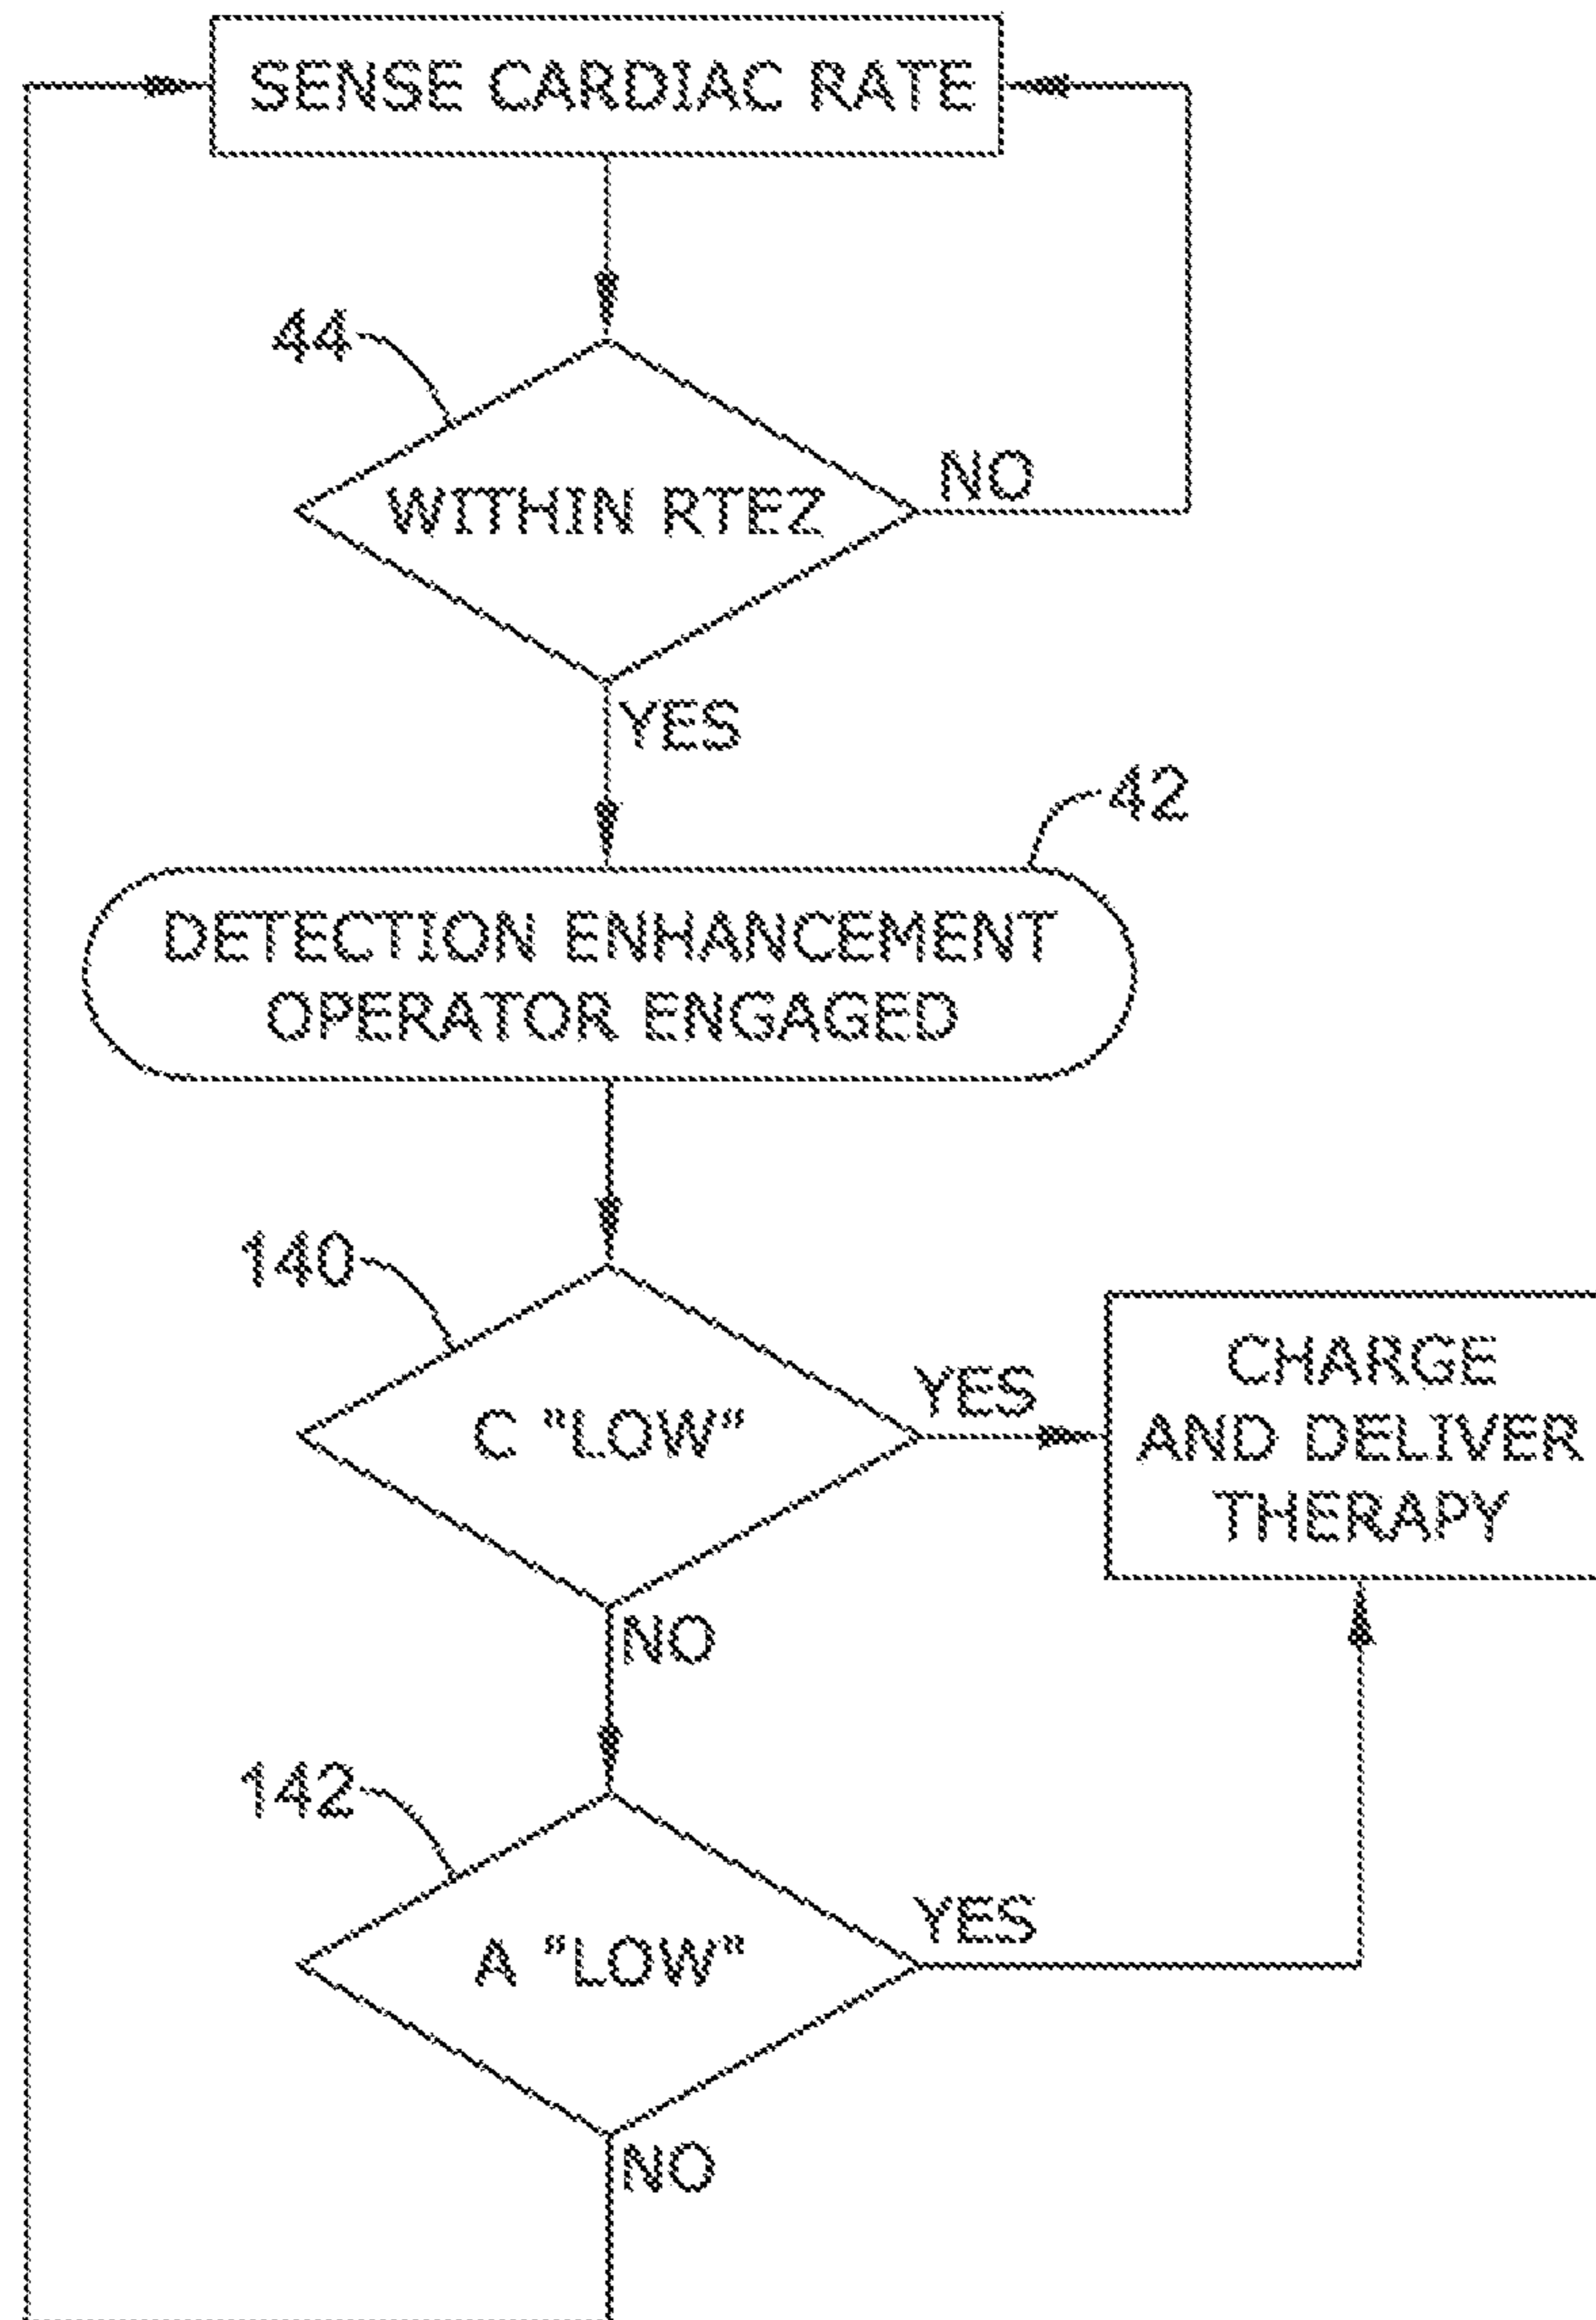 SENSE CARDIAC RATE
44
WITHIN RTEZ
NO
YES
42
DETECTION ENHANCEMENT
OPERATOR ENGAGED
140
C "LOW"
YES
CHARGE
AND DELIVER
THERAPY
NO
142
A "LOW"
YES
NO